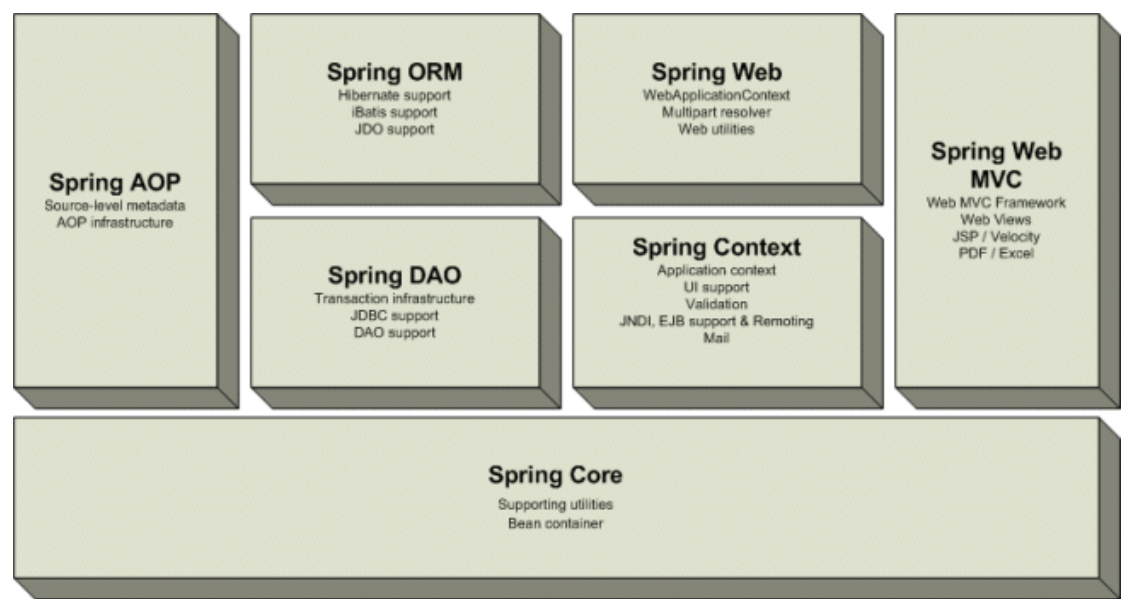 Spring AOP
Source-level metadata
AOP infrastructure
Spring ORM
Hibernate support
iBatis support
JDO support
Spring DAO
Transaction infrastructure
JDBC support
DAO support
Spring Web
WebApplicationContext
Multipart resolver
Web utilities
Spring Context
Application context
UI support
Validation
JNDI, EJB support & Remoting
Mail
Spring Web
MVC
Web MVC Framework
Web Views
JSP / Velocity
PDF / Excel
Spring Core
Supporting utilities
Bean container